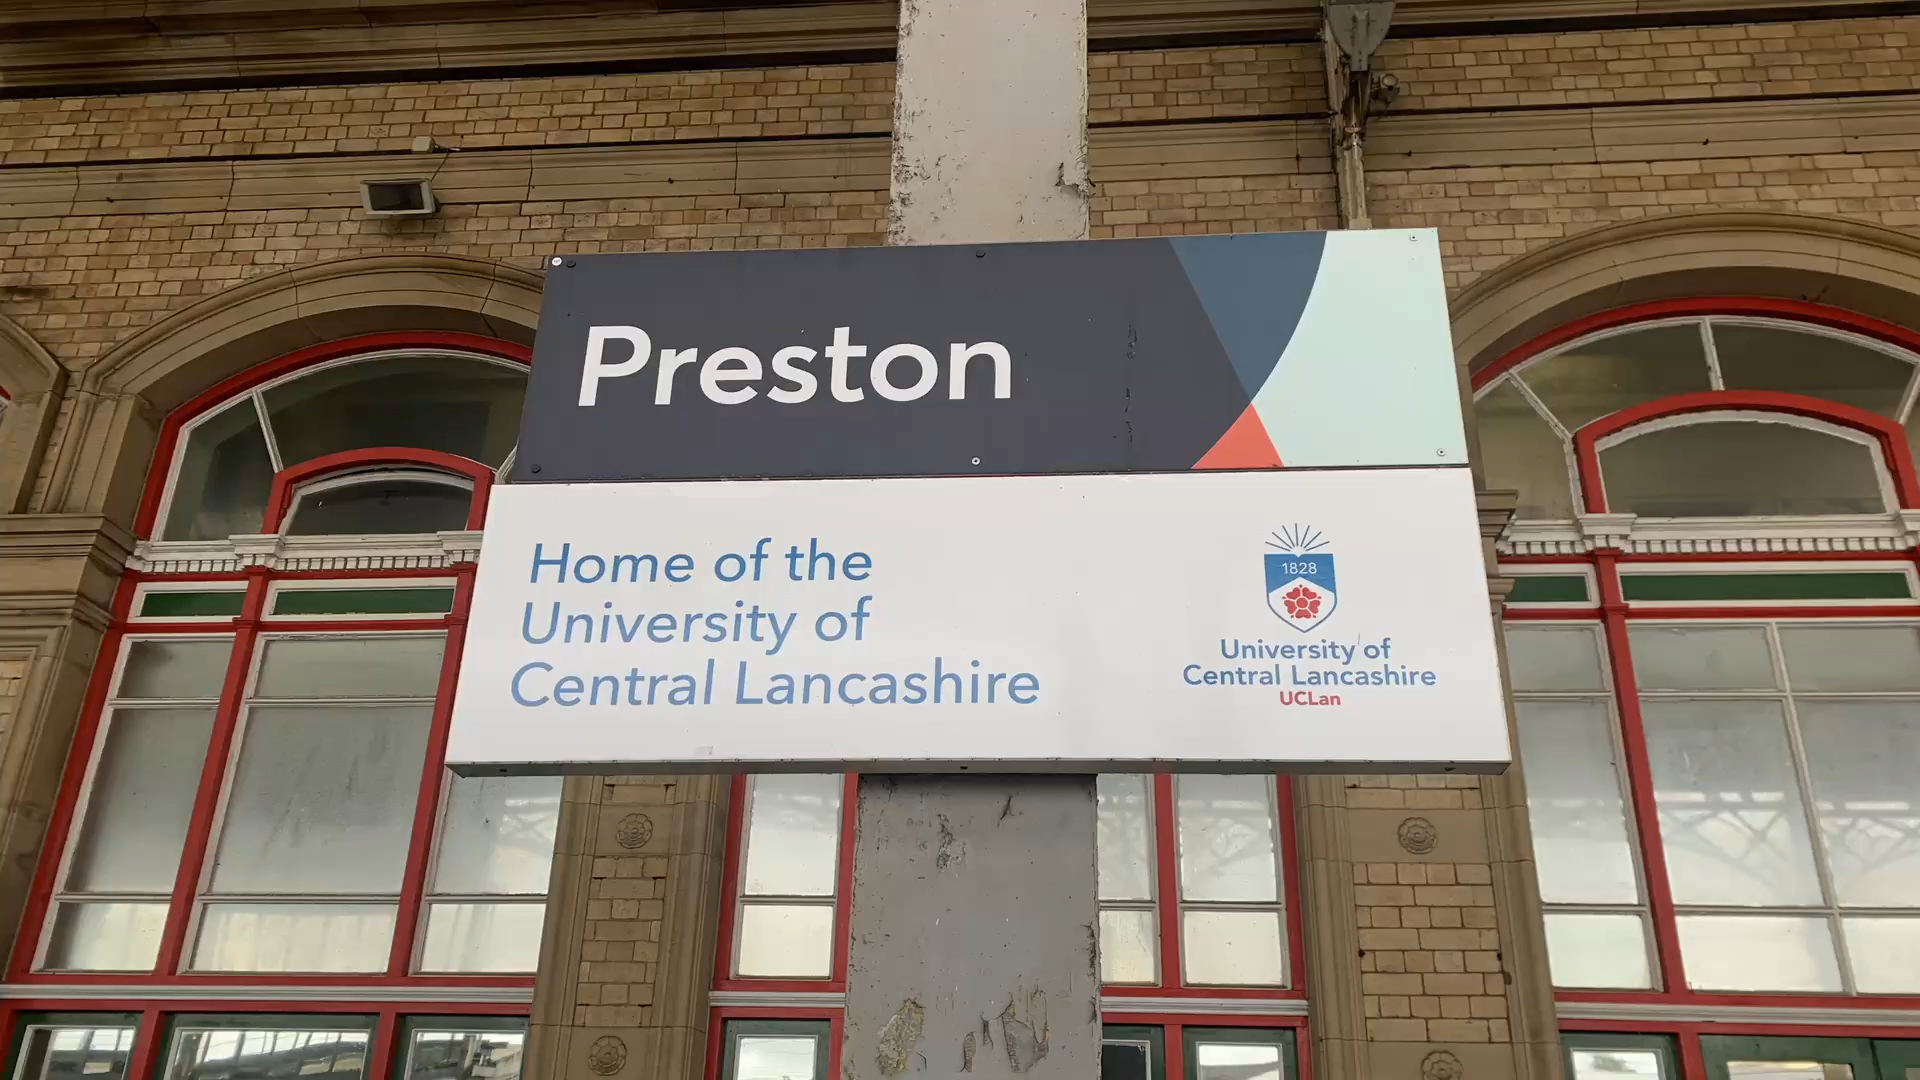 Preston
Home of the
University of
Central Lancashire
1828
University of
Central Lancashire
UCLan